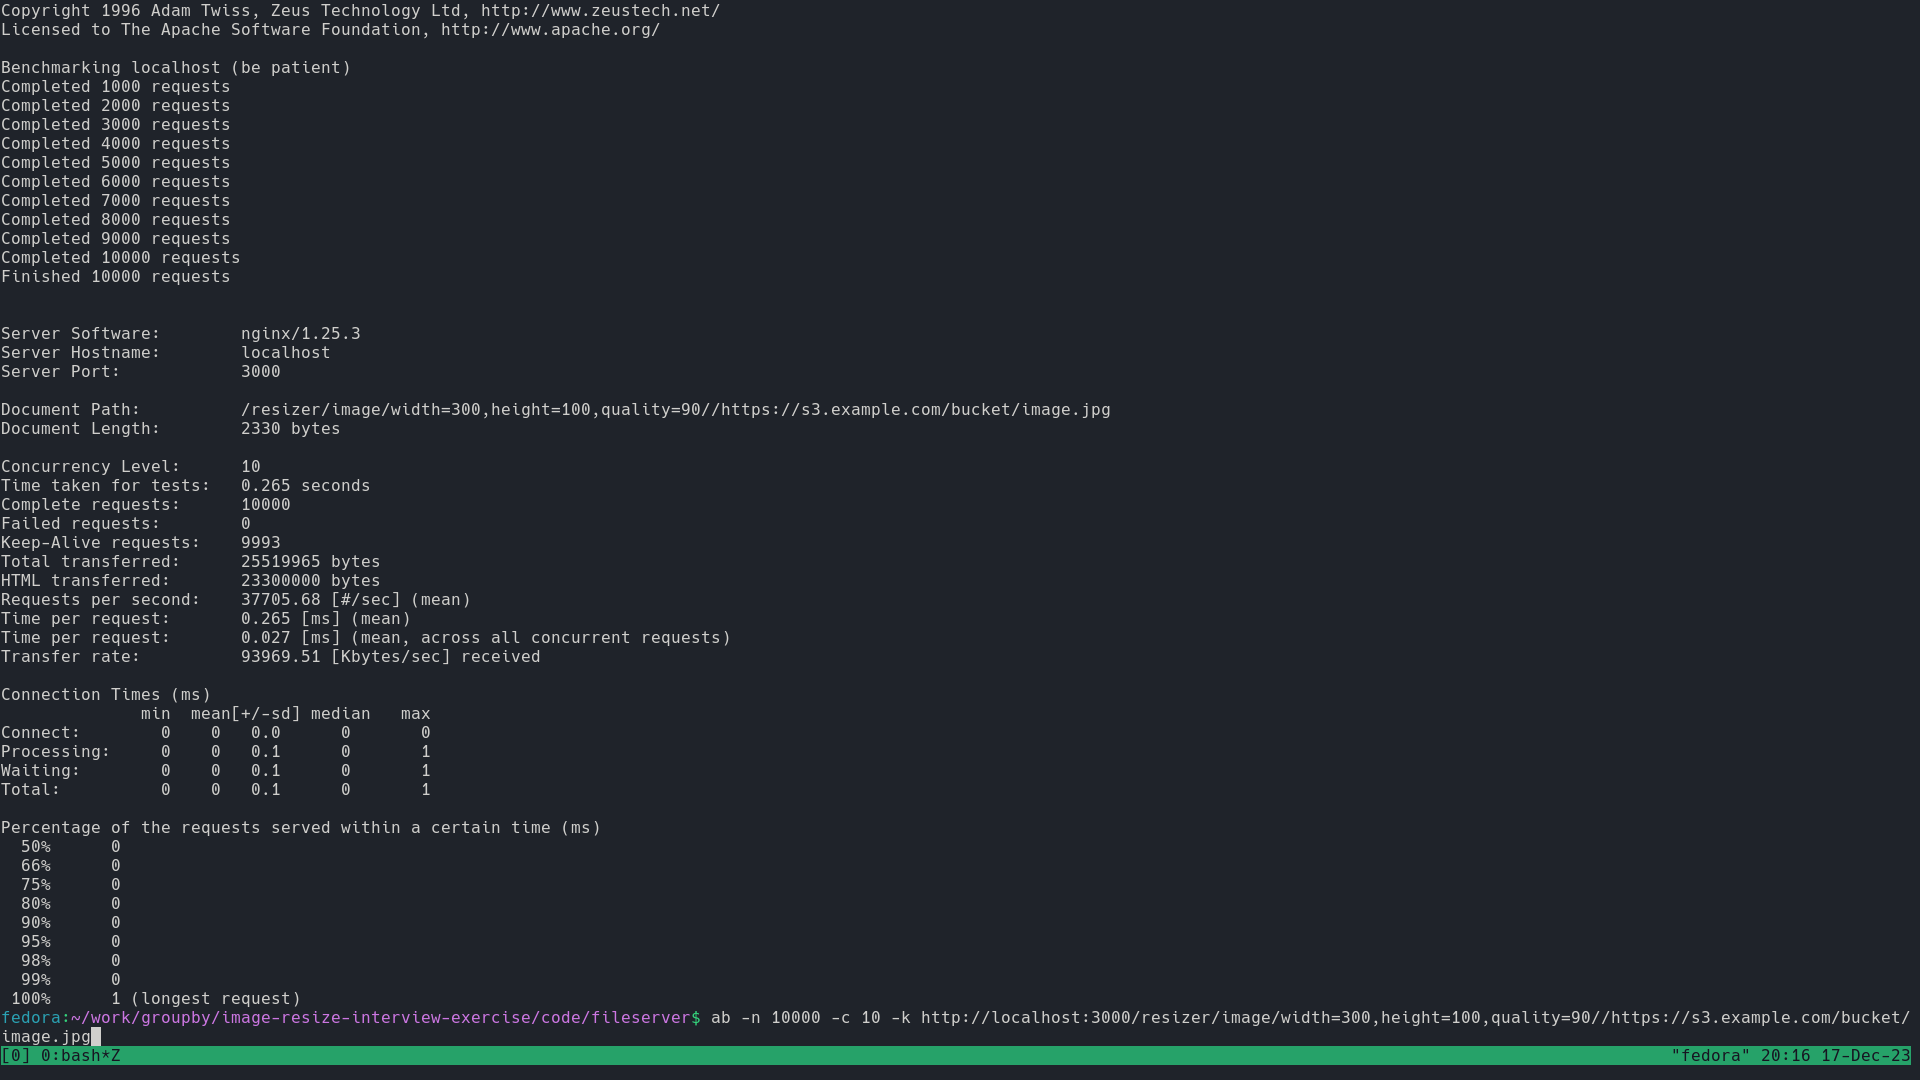 Copyright 1996 Adam Twiss, Zeus Technology Ltd, http://www.zeustech.net/
Licensed to The Apache Software Foundation, http://www.apache.org/

Benchmarking localhost (be patient)
Completed 1000 requests
Completed 2000 requests
Completed 3000 requests
Completed 4000 requests
Completed 5000 requests
Completed 6000 requests
Completed 7000 requests
Completed 8000 requests
Completed 9000 requests
Completed 10000 requests
Finished 10000 requests


Server Software:        nginx/1.25.3
Server Hostname:        localhost
Server Port:            3000

Document Path:          /resizer/image/width=300,height=100,quality=90//https://s3.example.com/bucket/image.jpg
Document Length:        2330 bytes

Concurrency Level:      10
Time taken for tests:   0.265 seconds
Complete requests:      10000
Failed requests:        0
Keep-Alive requests:    9993
Total transferred:      25519965 bytes
HTML transferred:       23300000 bytes
Requests per second:    37705.68 [#/sec] (mean)
Time per request:       0.265 [ms] (mean)
Time per request:       0.027 [ms] (mean, across all concurrent requests)
Transfer rate:          93969.51 [Kbytes/sec] received

Connection Times (ms)
              min  mean[+/-sd] median   max
Connect:        0    0   0.0      0       0
Processing:     0    0   0.1      0       1
Waiting:        0    0   0.1      0       1
Total:          0    0   0.1      0       1

Percentage of the requests served within a certain time (ms)
  50%      0
  66%      0
  75%      0
  80%      0
  90%      0
  95%      0
  98%      0
  99%      0
 100%      1 (longest request)
fedora:~/work/groupby/image-resize-interview-exercise/code/fileserver$ ab -n 10000 -c 10 -k http://localhost:3000/resizer/image/width=300,height=100,quality=90//https://s3.example.com/bucket/
image.jpg
[0] 0:bash*Z "fedora" 20:16 17-Dec-23